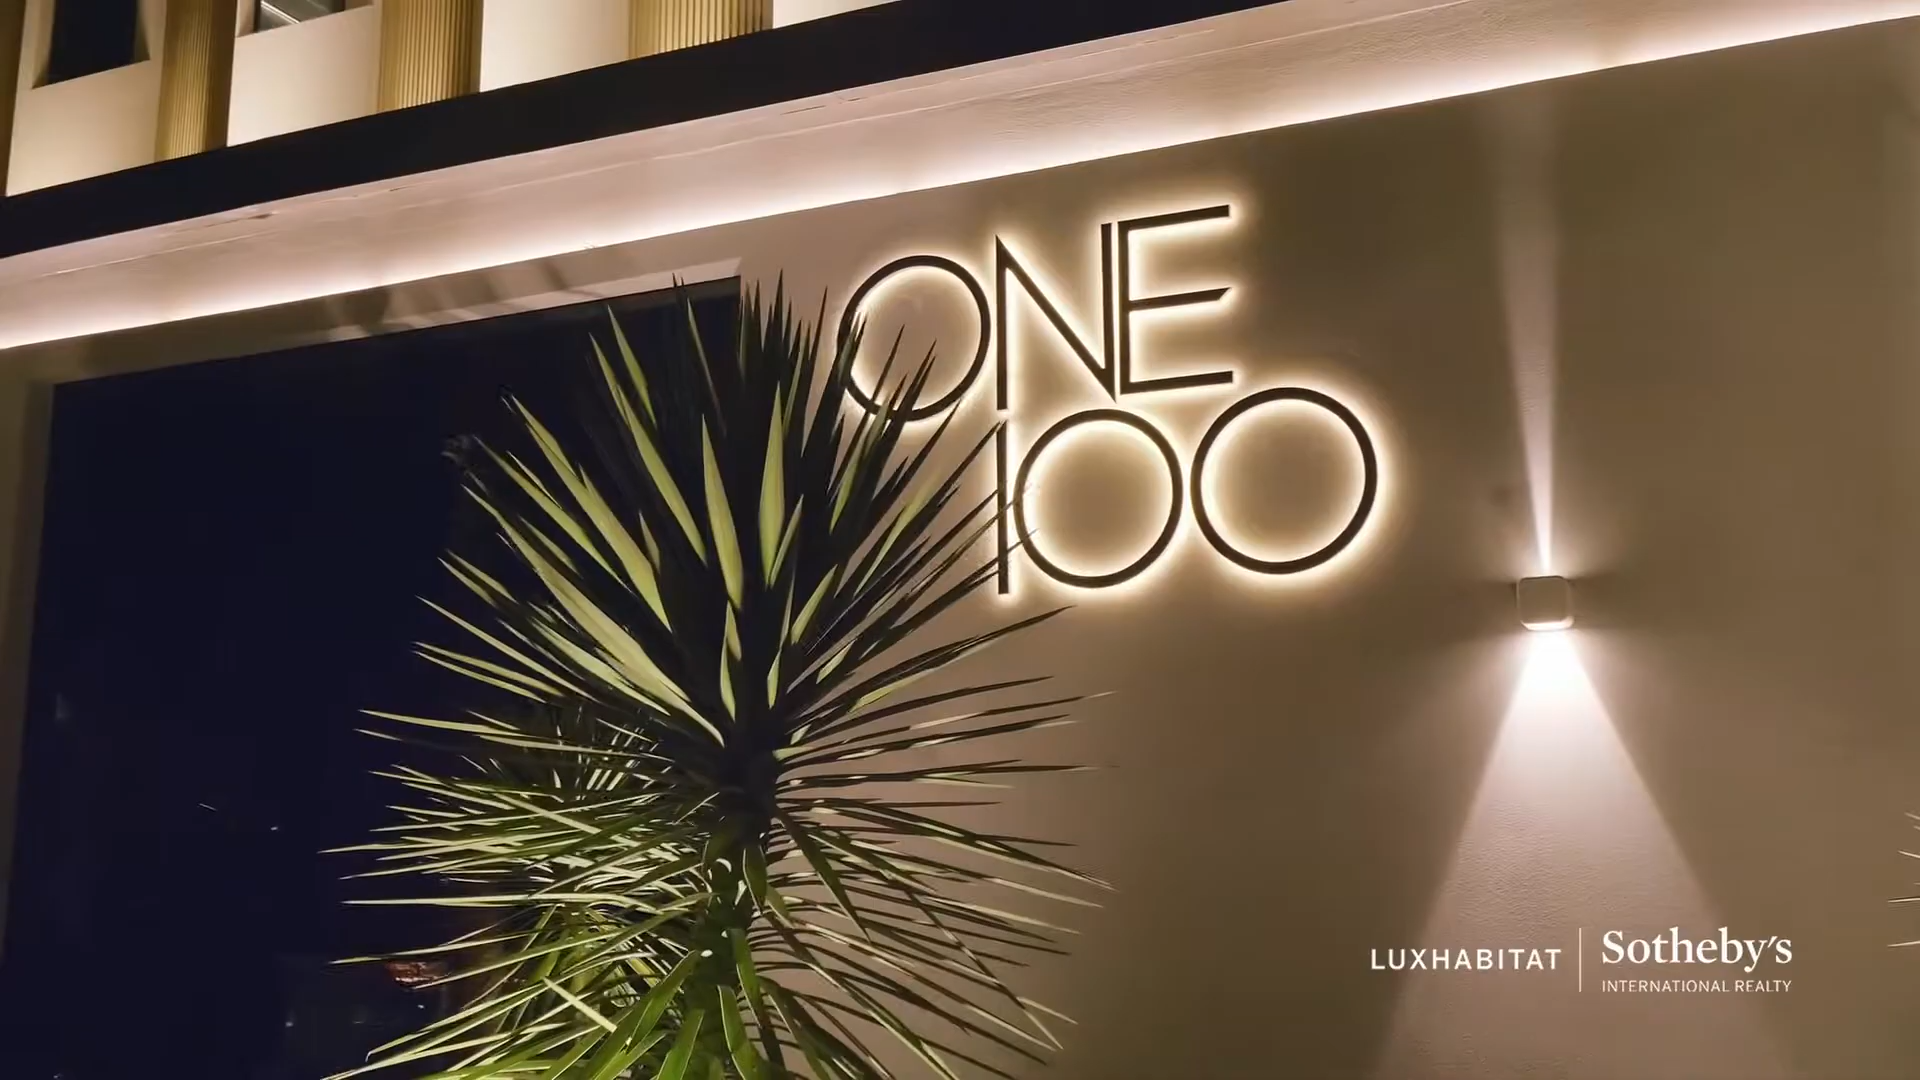 ONE
100
LUXHABITAT
Sotheby's
INTERNATIONAL REALTY